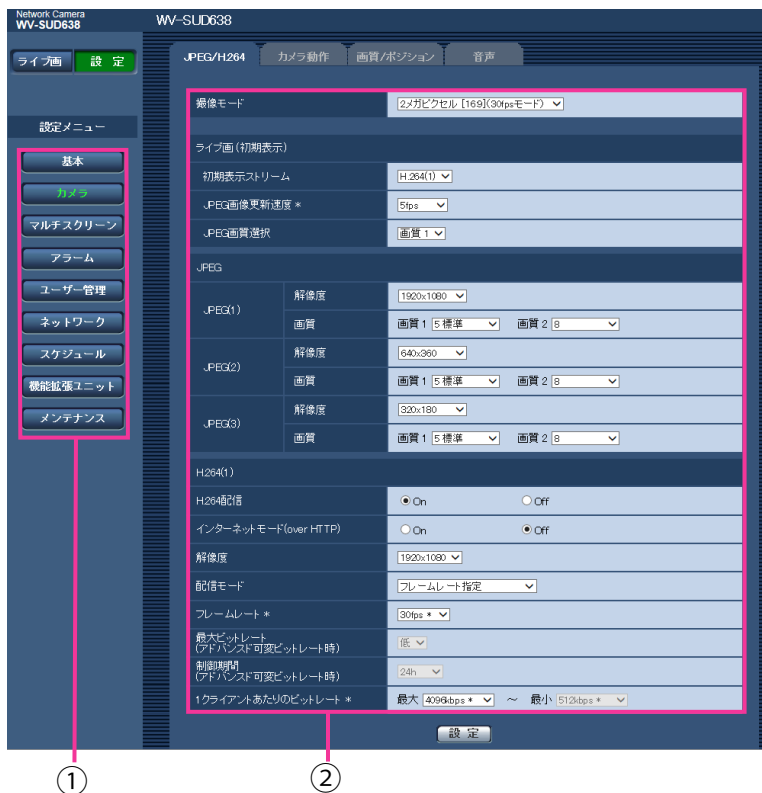 Network Camera
WV-SUD638
WV-SUD638
ライブ画 設 定
JPEG/H.264 カメラ動作 画質/ポジション 音声
設定メニュー
基本
カメラ
マルチスクリーン
アラーム
ユーザー管理
ネットワーク
スケジュール
機能拡張ユニット
メンテナンス
撮像モード 2メガピクセル [16:9](30fpsモード)
ライブ画(初期表示)
初期表示ストリーム H.264(1)
JPEG画像更新速度 * 5fps
JPEG画質選択 画質 1
JPEG
JPEG(1) 解像度 1920x1080
画質 画質 1 5 標準 画質 2 8
JPEG(2) 解像度 640x360
画質 画質 1 5 標準 画質 2 8
JPEG(3) 解像度 320x180
画質 画質 1 5 標準 画質 2 8
H.264(1)
H.264配信 On Off
インターネットモード(over HTTP) On Off
解像度 1920x1080
配信モード フレームレート指定
フレームレート * 30fps *
最大ビットレート
(アドバンスド可変ビットレート時) 低
制御期間
(アドバンスド可変ビットレート時) 24h
1クライアントあたりのビットレート * 最大 4096kbps * ～ 最小 512kbps *
設 定
① ②